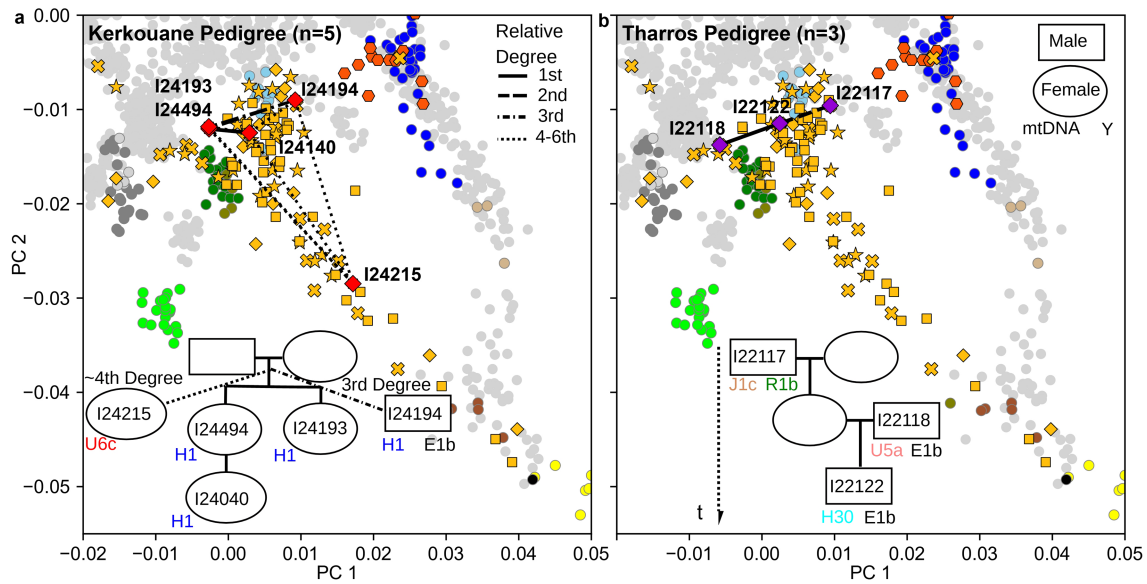 a
Kerkouane Pedigree (n=5)
Relative
Degree
1st
2nd
3rd
4-6th
I24193
I24494
I24194
I24140
I24215
~4th Degree
3rd Degree
I24215
U6c
I24494
H1
I24193
H1
I24194
H1 E1b
I24040
H1
0.00
−0.01
−0.02
−0.03
−0.04
−0.05
PC 2
−0.02 −0.01 0.00 0.01 0.02 0.03 0.04 0.05
PC 1
b
Tharros Pedigree (n=3)
Male
Female
mtDNA Y
I22117
I22122
I22118
I22117
J1c R1b
I22118
U5a E1b
I22122
H30 E1b
t
−0.01 0.00 0.01 0.02 0.03 0.04 0.05
PC 1